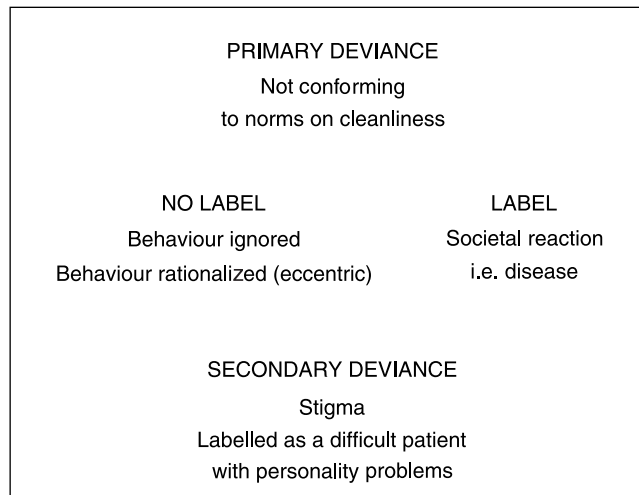 PRIMARY DEVIANCE
Not conforming
to norms on cleanliness
NO LABEL
Behaviour ignored
Behaviour rationalized (eccentric)
LABEL
Societal reaction
i.e. disease
SECONDARY DEVIANCE
Stigma
Labelled as a difficult patient
with personality problems